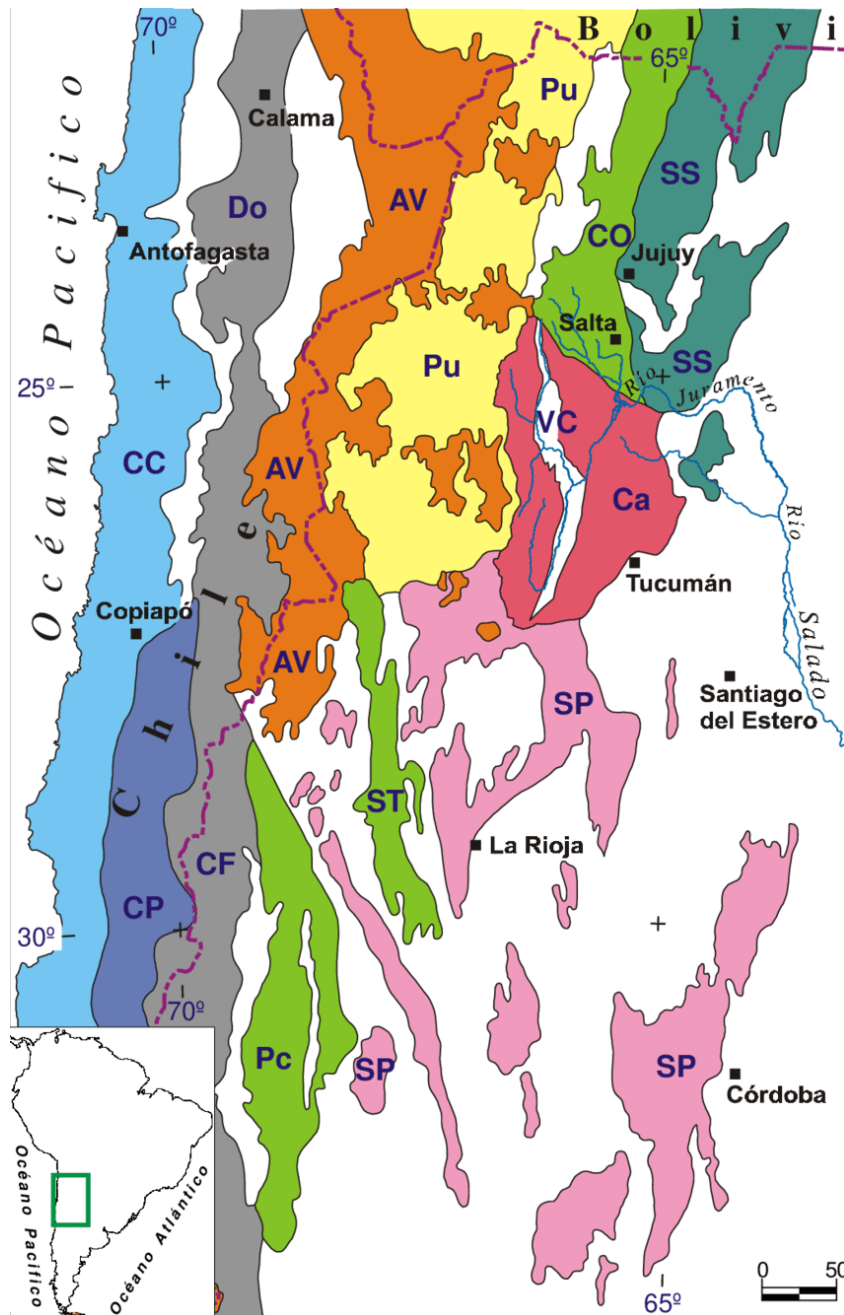 70º
B o l i v i
65º
Pu
Calama
Océano Pacifico
Do
AV
SS
CO
Antofagasta
Jujuy
Salta
Pu
SS
25º
Río Juramento
VC
CC
AV
Ca
Río Salado
Tucumán
Copiapó
Chile
AV
SP
Santiago
del Estero
ST
La Rioja
CF
CP
30º
70º
Pc
SP
SP
Córdoba
Océano Pacífico
Océano Atlántico
65º
0
50